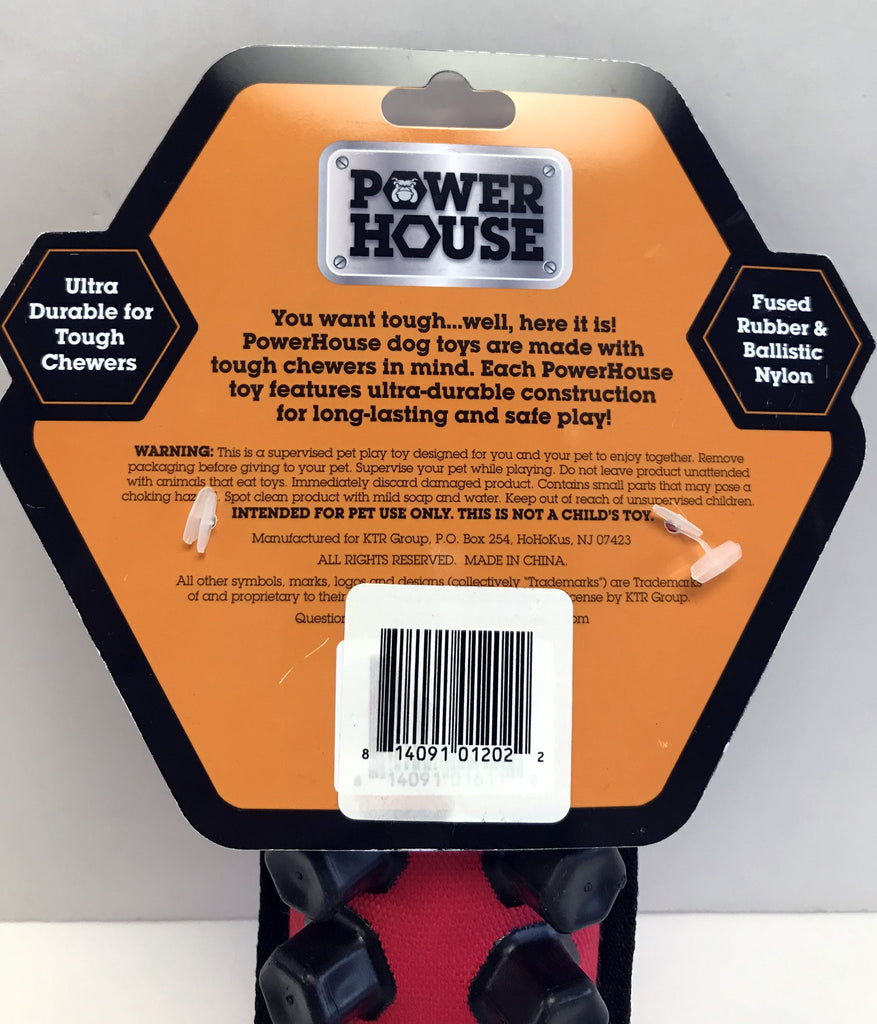 POWER
HOUSE
Ultra
Durable for
Tough
Chewers
Fused
Rubber &
Ballistic
Nylon
You want tough...well, here it is!
PowerHouse dog toys are made with
tough chewers in mind. Each PowerHouse
toy features ultra-durable construction
for long-lasting and safe play!
WARNING: This is a supervised pet play toy designed for you and your pet to enjoy together. Remove
packaging before giving to your pet. Supervise your pet while playing. Do not leave product unattended
with animals that eat toys. Immediately discard damaged product. Contains small parts that may pose a
choking Spot clean product with mild soap and water. Keep out of reach of unsupervised children.
INTENDED FOR PET USE ONLY. THIS IS NOT A CHILD'S TOY.
Manufactured for KTR Group, P.O. Box 254, HoHoKus, NJ 07423
ALL RIGHTS RESERVED. MADE IN CHINA.
All other symbols, marks, logos and designs (collectively "Trademarks") are Trademarks
of and proprietary to their by KTR Group.
8 14091 01202 2